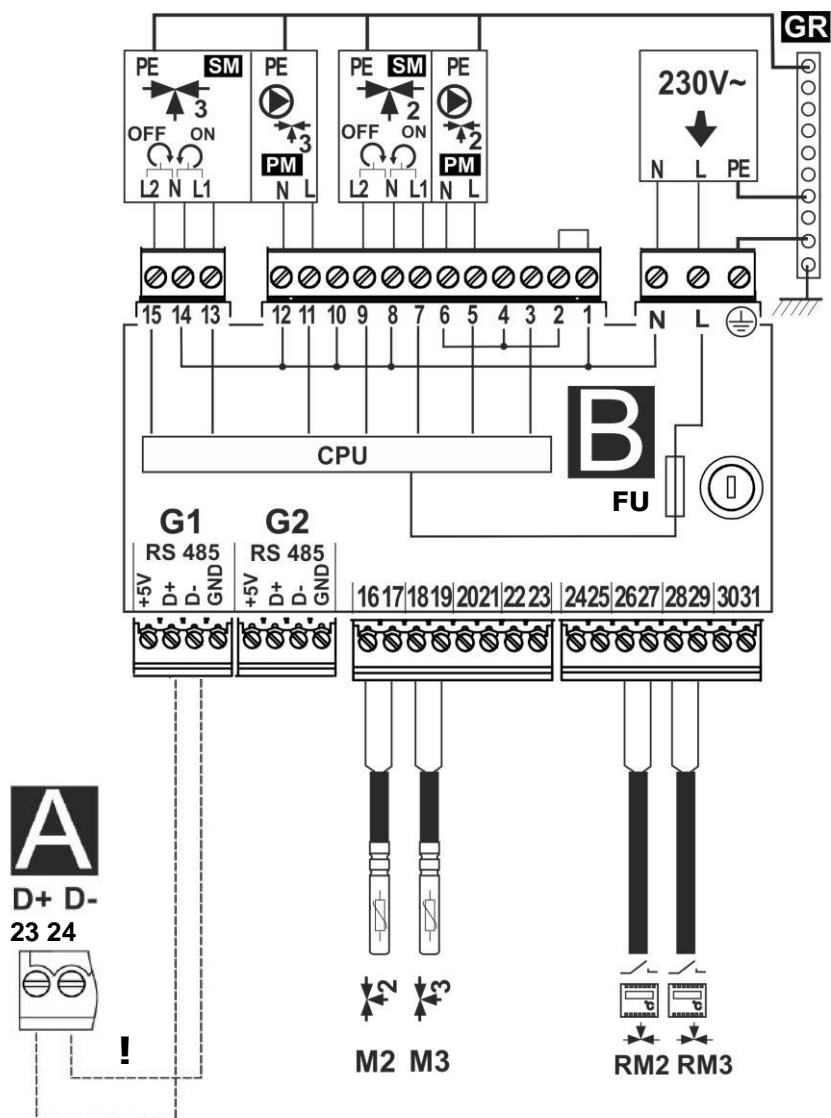 GR
PE SM PE PE SM PE
230V~
3 2
OFF ON 3 OFF ON 2
PM PM
N L PE
L2 N L1 N L L2 N L1 N L
15 14 13 12 11 10 9 8 7 6 5 4 3 2 1 N L
B
CPU
FU
G1 G2
RS 485 RS 485
+5V D+ D- GND +5V D+ D- GND
16 17 18 19 20 21 22 23 24 25 26 27 28 29 30 31
A
D+ D-
23 24
2 3
°C °C
!
M2 M3 RM2 RM3